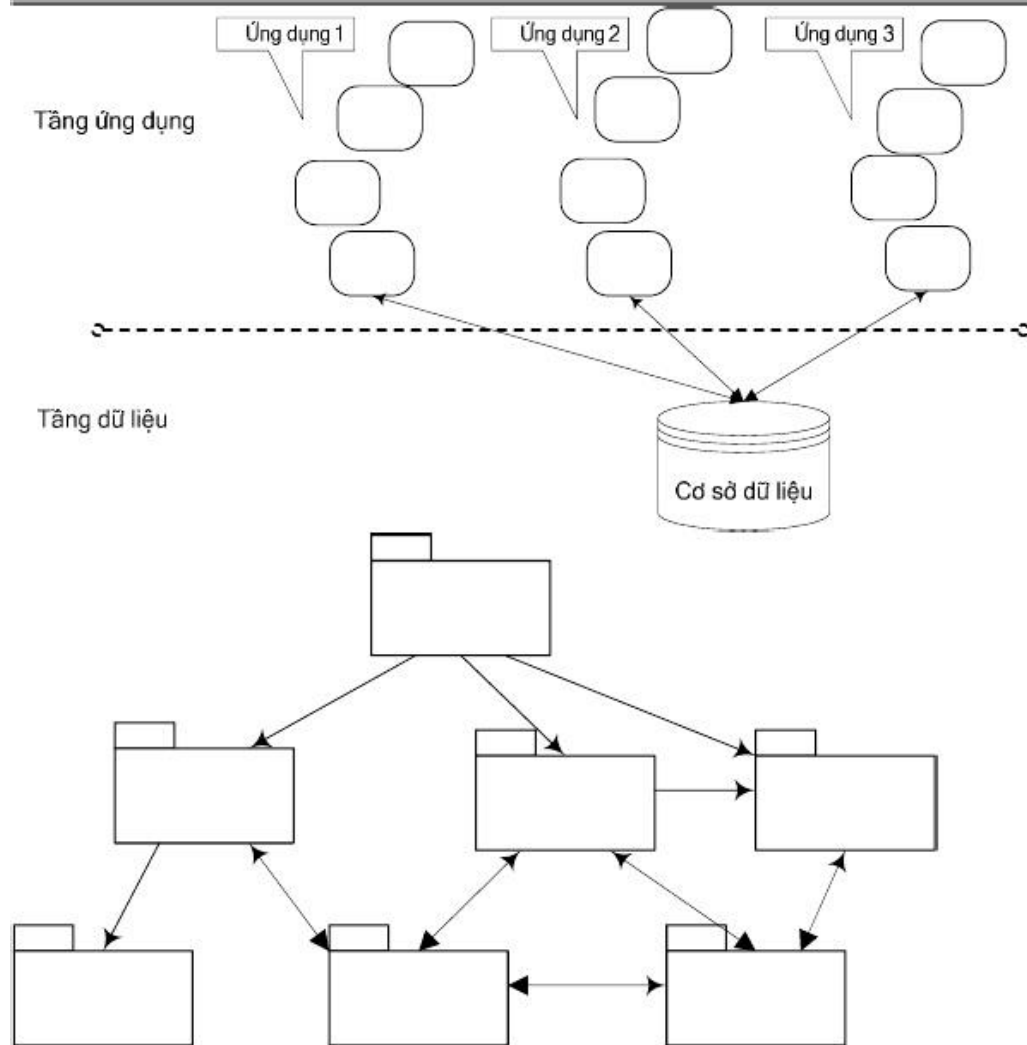 Ứng dụng 1
Ứng dụng 2
Ứng dụng 3
Tầng ứng dụng
Tầng dữ liệu
Cơ sở dữ liệu